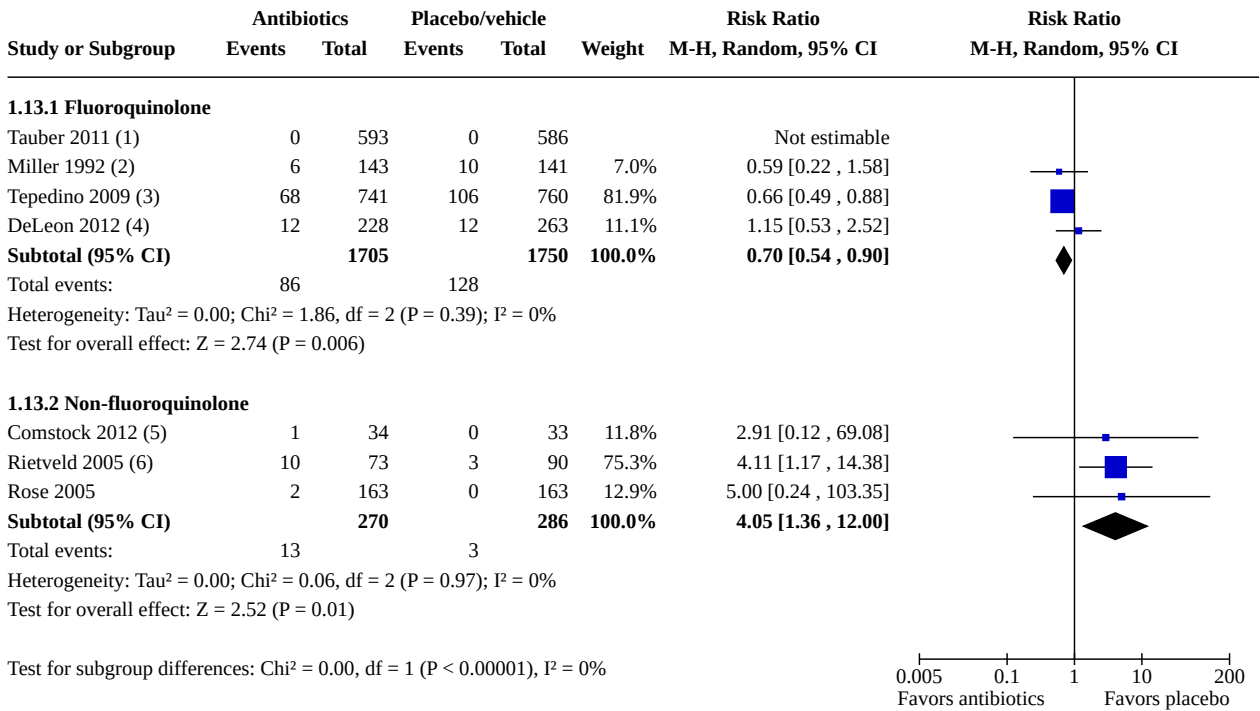 Antibiotics Placebo/vehicle Risk Ratio Risk Ratio
Study or Subgroup Events Total Events Total Weight M-H, Random, 95% CI M-H, Random, 95% CI
1.13.1 Fluoroquinolone
Tauber 2011 (1) 0 593 0 586 Not estimable
Miller 1992 (2) 6 143 10 141 7.0% 0.59 [0.22 , 1.58]
Tepedino 2009 (3) 68 741 106 760 81.9% 0.66 [0.49 , 0.88]
DeLeon 2012 (4) 12 228 12 263 11.1% 1.15 [0.53 , 2.52]
Subtotal (95% CI) 1705 1750 100.0% 0.70 [0.54 , 0.90]
Total events: 86 128
Heterogeneity: Tau² = 0.00; Chi² = 1.86, df = 2 (P = 0.39); I² = 0%
Test for overall effect: Z = 2.74 (P = 0.006)
1.13.2 Non-fluoroquinolone
Comstock 2012 (5) 1 34 0 33 11.8% 2.91 [0.12 , 69.08]
Rietveld 2005 (6) 10 73 3 90 75.3% 4.11 [1.17 , 14.38]
Rose 2005 2 163 0 163 12.9% 5.00 [0.24 , 103.35]
Subtotal (95% CI) 270 286 100.0% 4.05 [1.36 , 12.00]
Total events: 13 3
Heterogeneity: Tau² = 0.00; Chi² = 0.06, df = 2 (P = 0.97); I² = 0%
Test for overall effect: Z = 2.52 (P = 0.01)
Test for subgroup differences: Chi² = 0.00, df = 1 (P < 0.00001), I² = 0%
0.005 0.1 1 10 200
Favors antibiotics Favors placebo